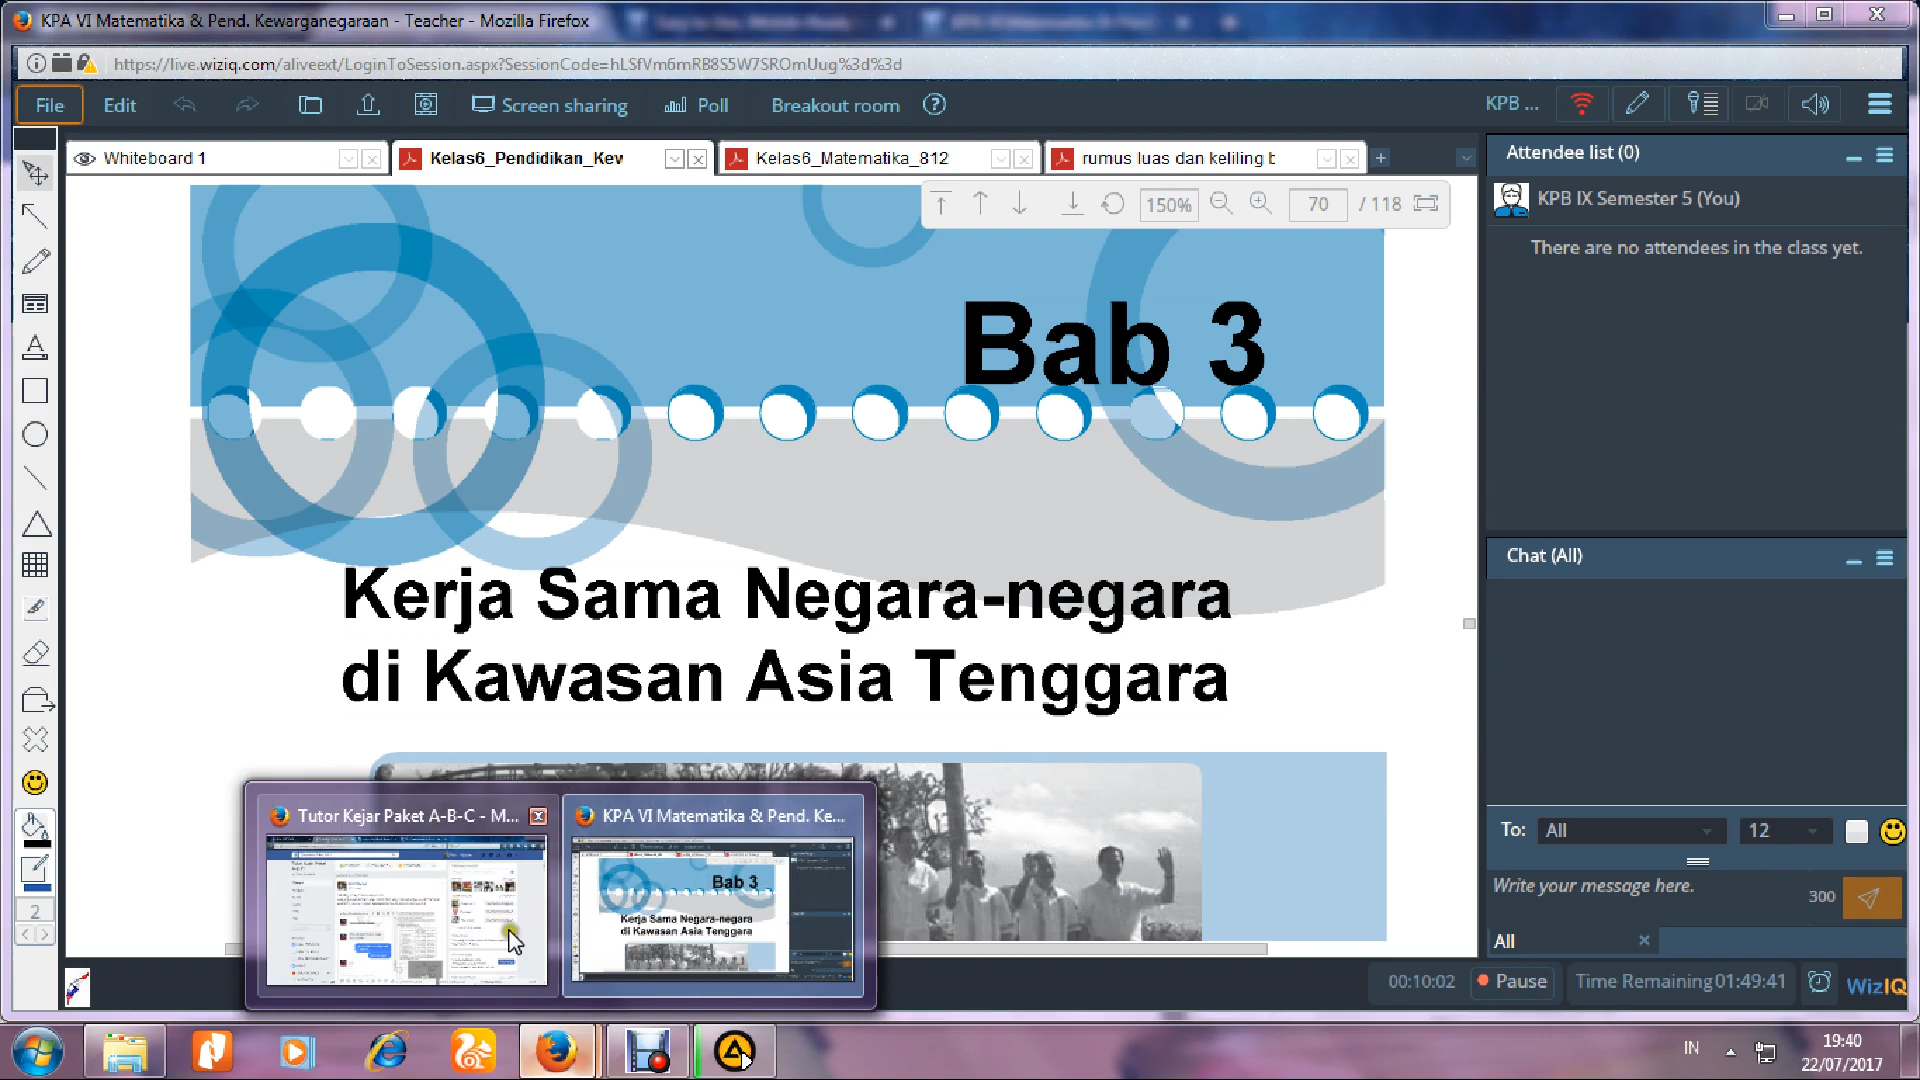 KPA VI Matematika & Pend. Kewarganegaraan - Teacher - Mozilla Firefox
https://live.wiziq.com/aliveext/LoginToSession.aspx?SessionCode=hLSfVm6mRB8S5W7SROmUug%3d%3d
File Edit Screen sharing Poll Breakout room KPB ...
Whiteboard 1 Kelas6_Pendidikan_Kew Kelas6_Matematika_812 rumus luas dan keliling b
150% 70 / 118
Attendee list (0)
KPB IX Semester 5 (You)
There are no attendees in the class yet.
Bab 3
Kerja Sama Negara-negara
di Kawasan Asia Tenggara
Chat (All)
To: All 12
Write your message here. 300
All
2
Tutor Kejar Paket A-B-C - M... KPA VI Matematika & Pend. Ke...
Bab 3
Kerja Sama Negara-negara
di Kawasan Asia Tenggara
00:10:02 Pause Time Remaining 01:49:41 WizIQ
IN 19:40
22/07/2017